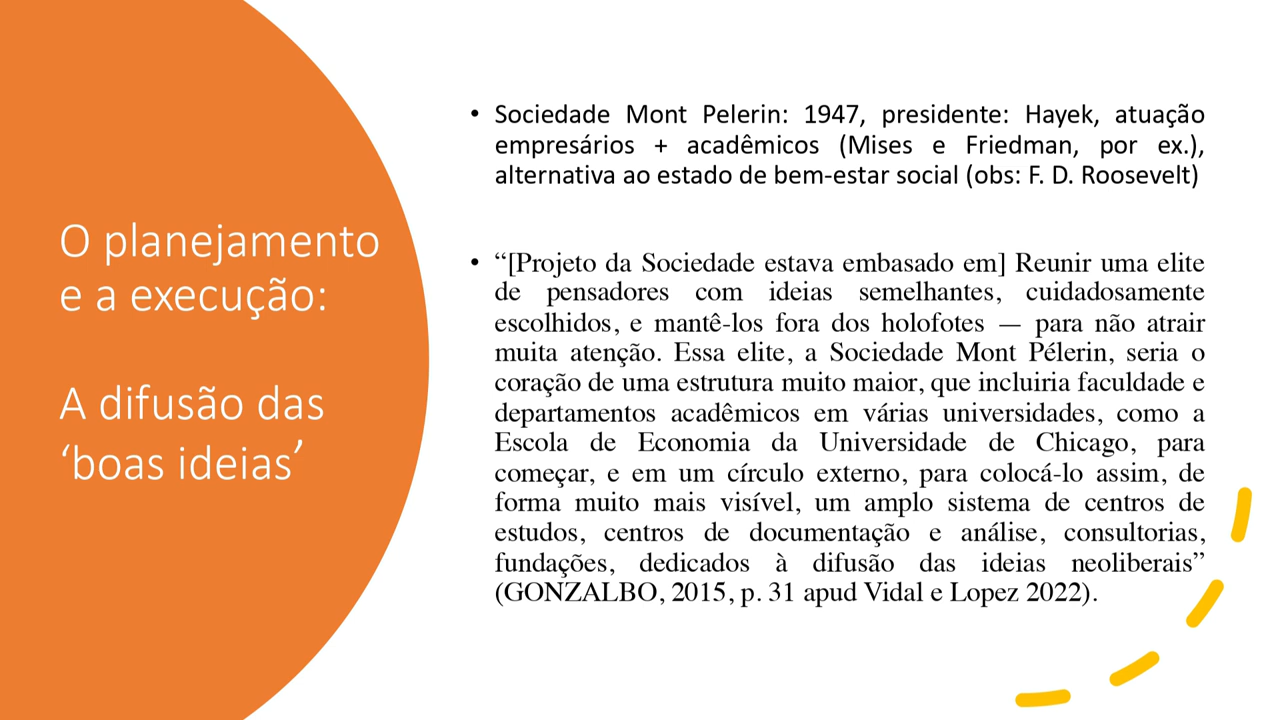 O planejamento
e a execução:
A difusão das
‘boas ideias’
• Sociedade Mont Pelerin: 1947, presidente: Hayek, atuação
empresários + acadêmicos (Mises e Friedman, por ex.),
alternativa ao estado de bem-estar social (obs: F. D. Roosevelt)
• “[Projeto da Sociedade estava embasado em] Reunir uma elite
de pensadores com ideias semelhantes, cuidadosamente
escolhidos, e mantê-los fora dos holofotes — para não atrair
muita atenção. Essa elite, a Sociedade Mont Pélerin, seria o
coração de uma estrutura muito maior, que incluiria faculdade e
departamentos acadêmicos em várias universidades, como a
Escola de Economia da Universidade de Chicago, para
começar, e em um círculo externo, para colocá-lo assim, de
forma muito mais visível, um amplo sistema de centros de
estudos, centros de documentação e análise, consultorias,
fundações, dedicados à difusão das ideias neoliberais”
(GONZALBO, 2015, p. 31 apud Vidal e Lopez 2022).